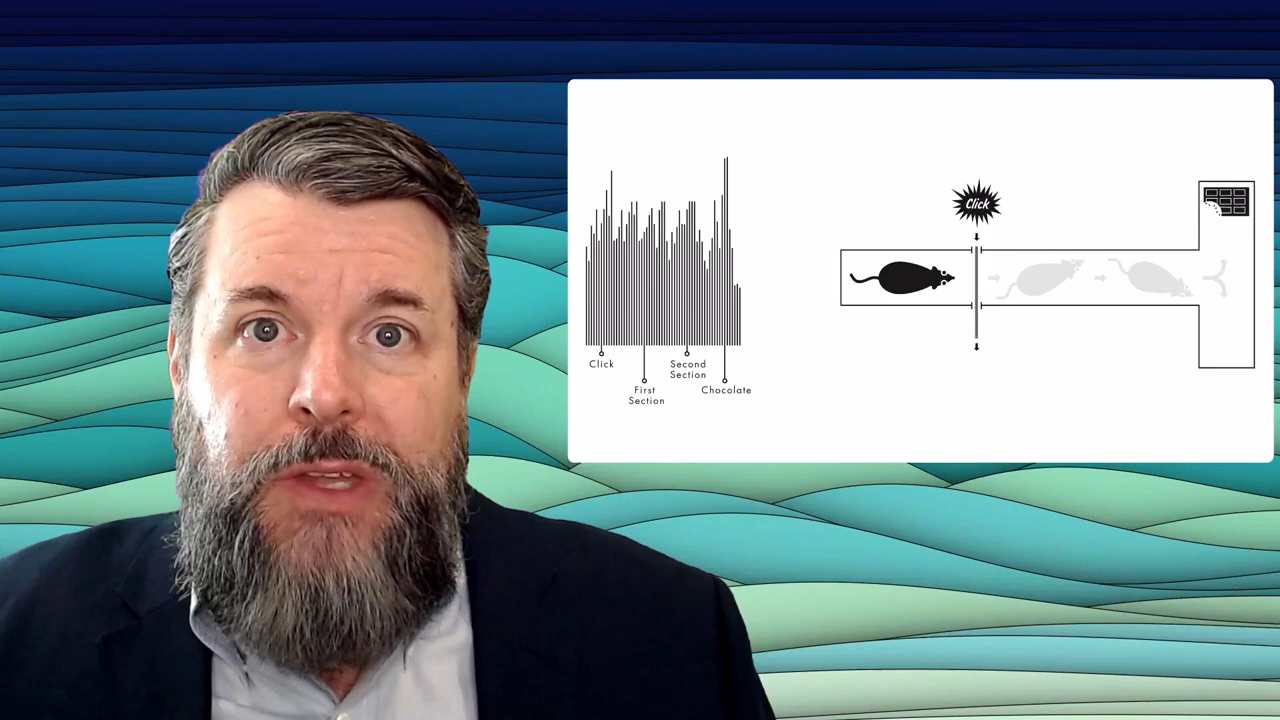 Click
Click
First
Section
Second
Section
Chocolate